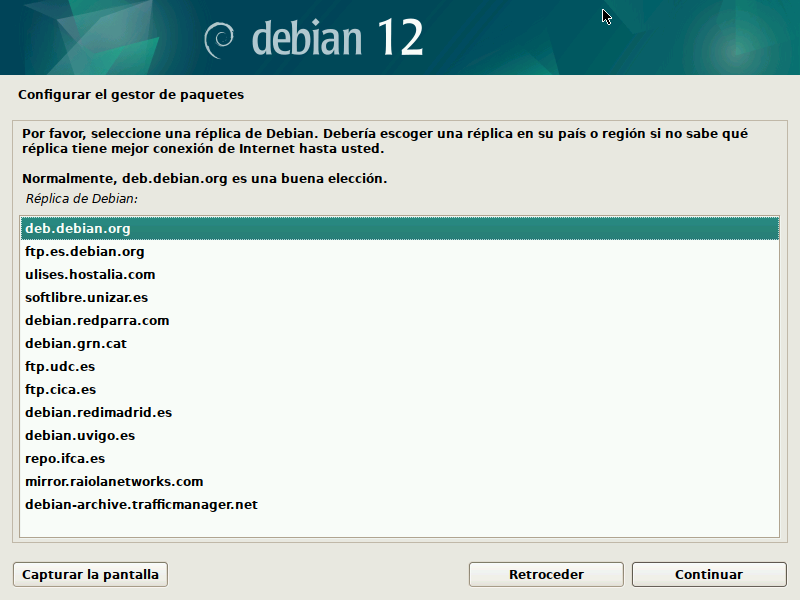 debian 12
Configurar el gestor de paquetes
Por favor, seleccione una réplica de Debian. Debería escoger una réplica en su país o región si no sabe qué
réplica tiene mejor conexión de Internet hasta usted.
Normalmente, deb.debian.org es una buena elección.
Réplica de Debian:
deb.debian.org
ftp.es.debian.org
ulises.hostalia.com
softlibre.unizar.es
debian.redparra.com
debian.grn.cat
ftp.udc.es
ftp.cica.es
debian.redimadrid.es
debian.uvigo.es
repo.ifca.es
mirror.raiolanetworks.com
debian-archive.trafficmanager.net
Capturar la pantalla
Retroceder
Continuar